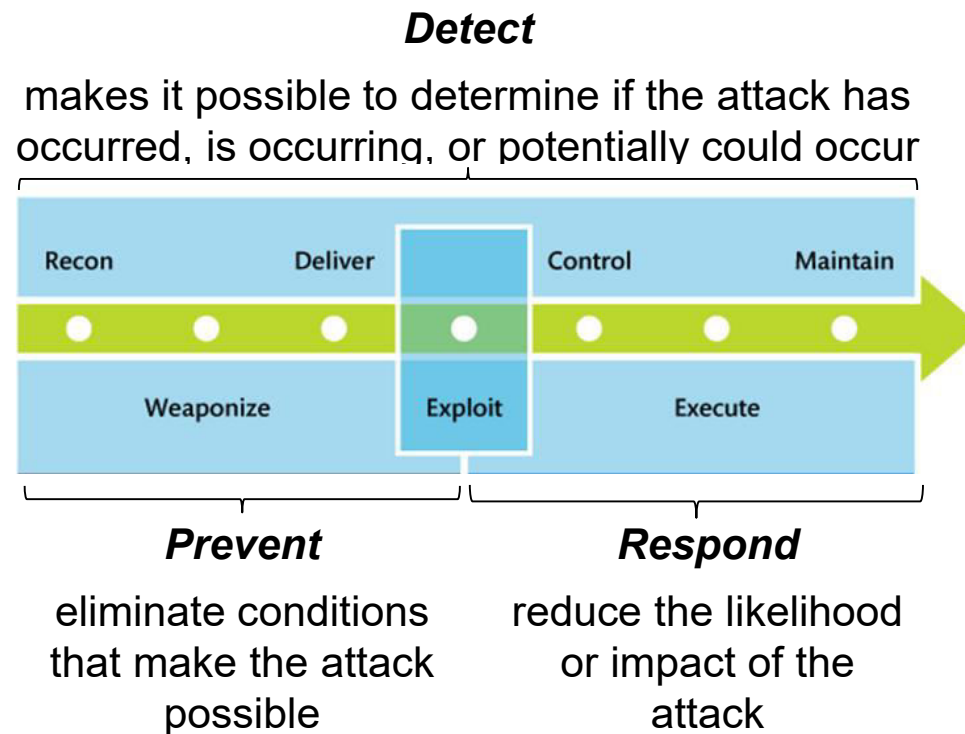 Detect
makes it possible to determine if the attack has
occurred, is occurring, or potentially could occur
Recon
Deliver
Control
Maintain
Weaponize
Exploit
Execute
Prevent
eliminate conditions
that make the attack
possible
Respond
reduce the likelihood
or impact of the
attack